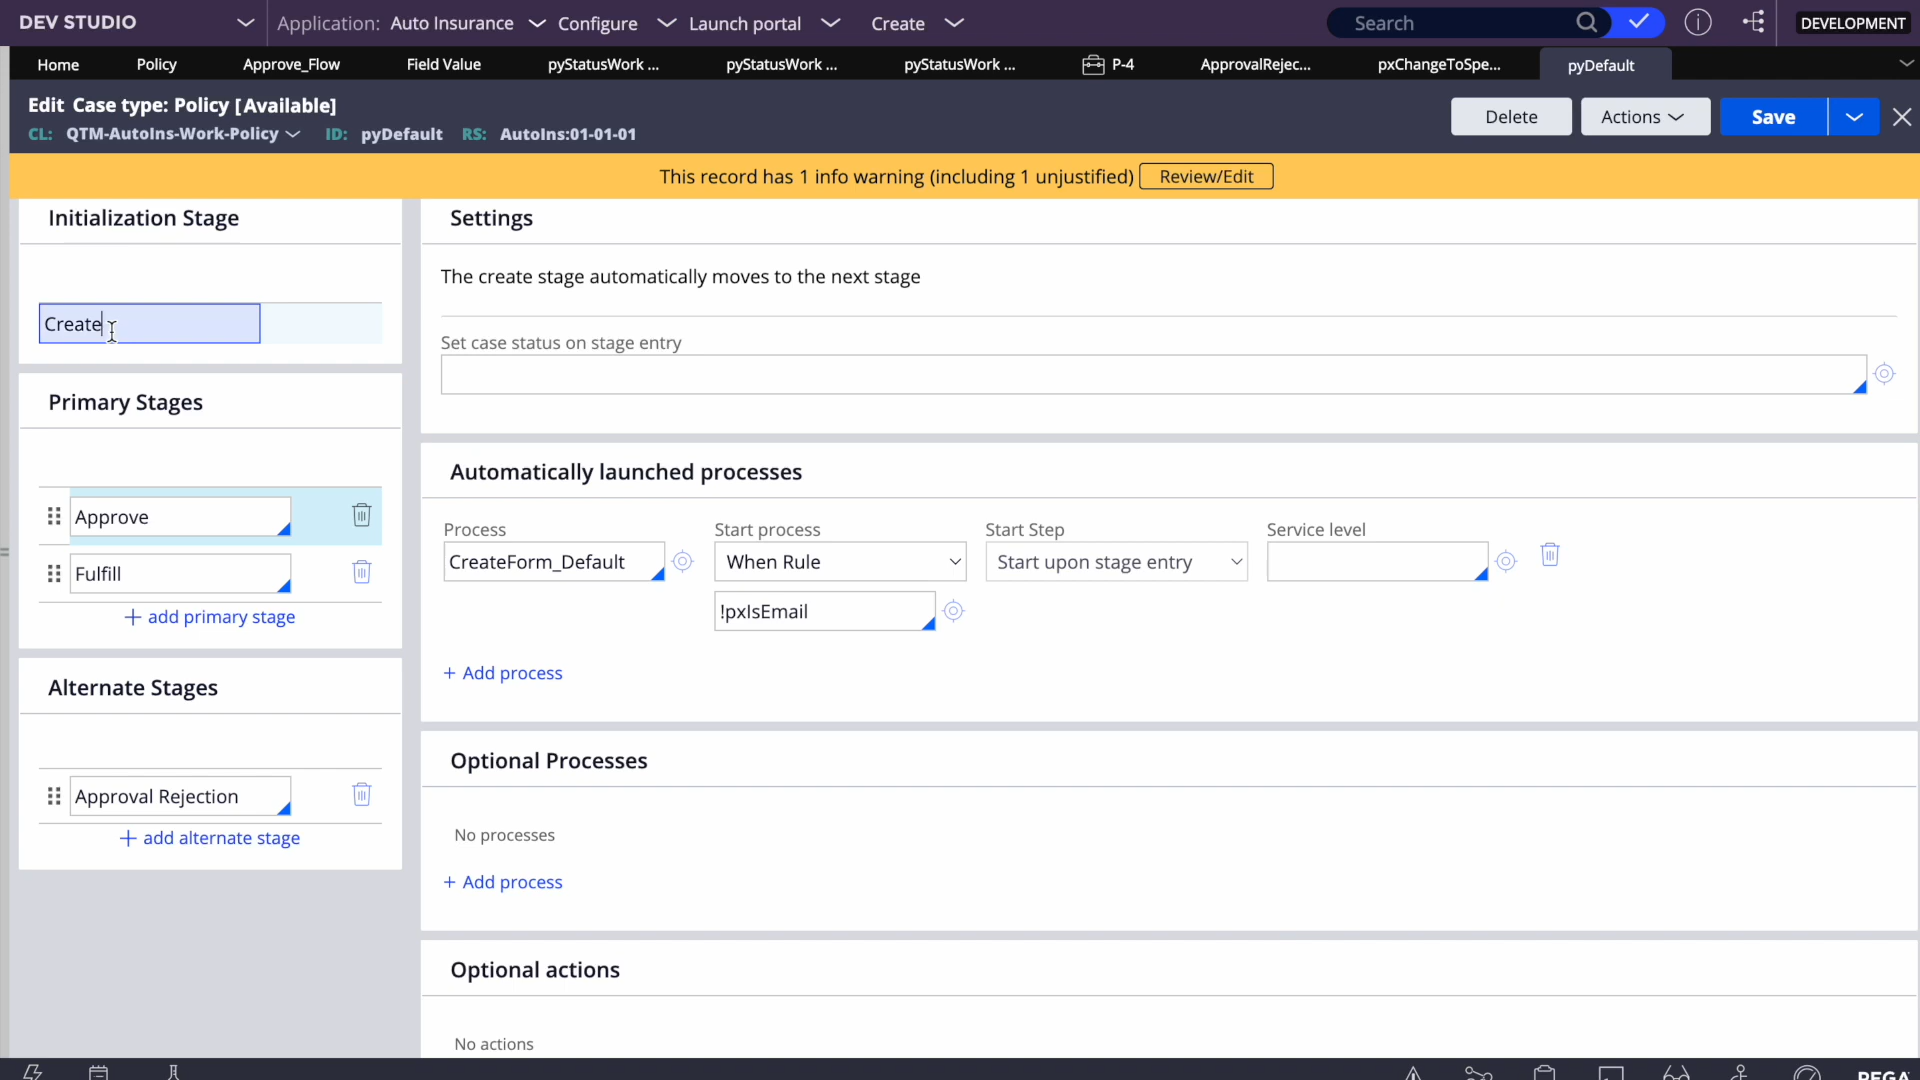 DEV STUDIO
Application: Auto Insurance Configure Launch portal Create
Search
DEVELOPMENT
Home Policy Approve_Flow Field Value pyStatusWork ... pyStatusWork ... pyStatusWork ... P-4 ApprovalRejec... pxChangeToSpe... pyDefault
Edit Case type: Policy [Available]
CL: QTM-AutoIns-Work-Policy ID: pyDefault RS: AutoIns:01-01-01
Delete Actions Save
This record has 1 info warning (including 1 unjustified) Review/Edit
Initialization Stage
Create
Primary Stages
Approve
Fulfill
+ add primary stage
Alternate Stages
Approval Rejection
+ add alternate stage
Settings
The create stage automatically moves to the next stage
Set case status on stage entry
Automatically launched processes
Process Start process Start Step Service level
CreateForm_Default When Rule Start upon stage entry
!pxIsEmail
+ Add process
Optional Processes
No processes
+ Add process
Optional actions
No actions
PEGA